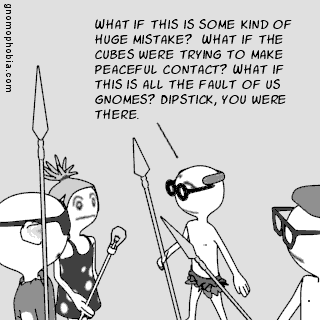 gnomophobia.com
WHAT IF THIS IS SOME KIND OF
HUGE MISTAKE? WHAT IF THE
CUBES WERE TRYING TO MAKE
PEACEFUL CONTACT? WHAT IF
THIS IS ALL THE FAULT OF US
GNOMES? DIPSTICK, YOU WERE
THERE.